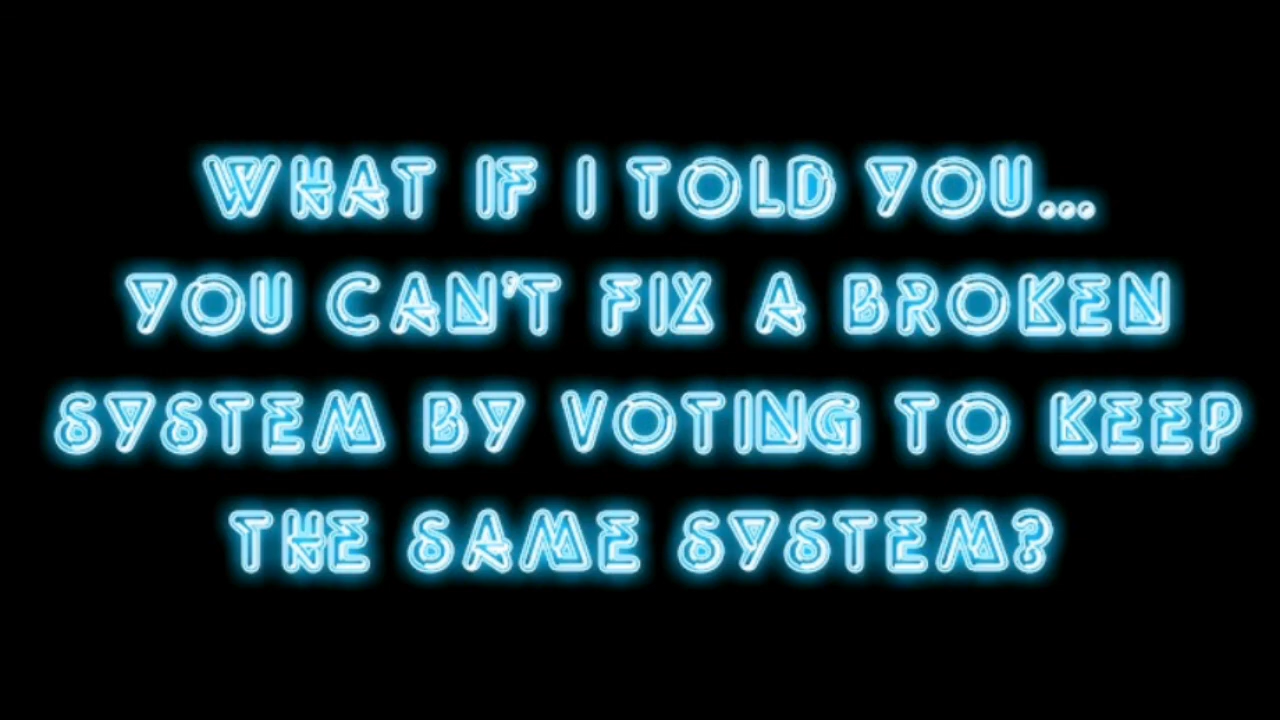 WHAT IF I TOLD YOU...
YOU CAN'T FIX A BROKEN
SYSTEM BY VOTING TO KEEP
THE SAME SYSTEM?